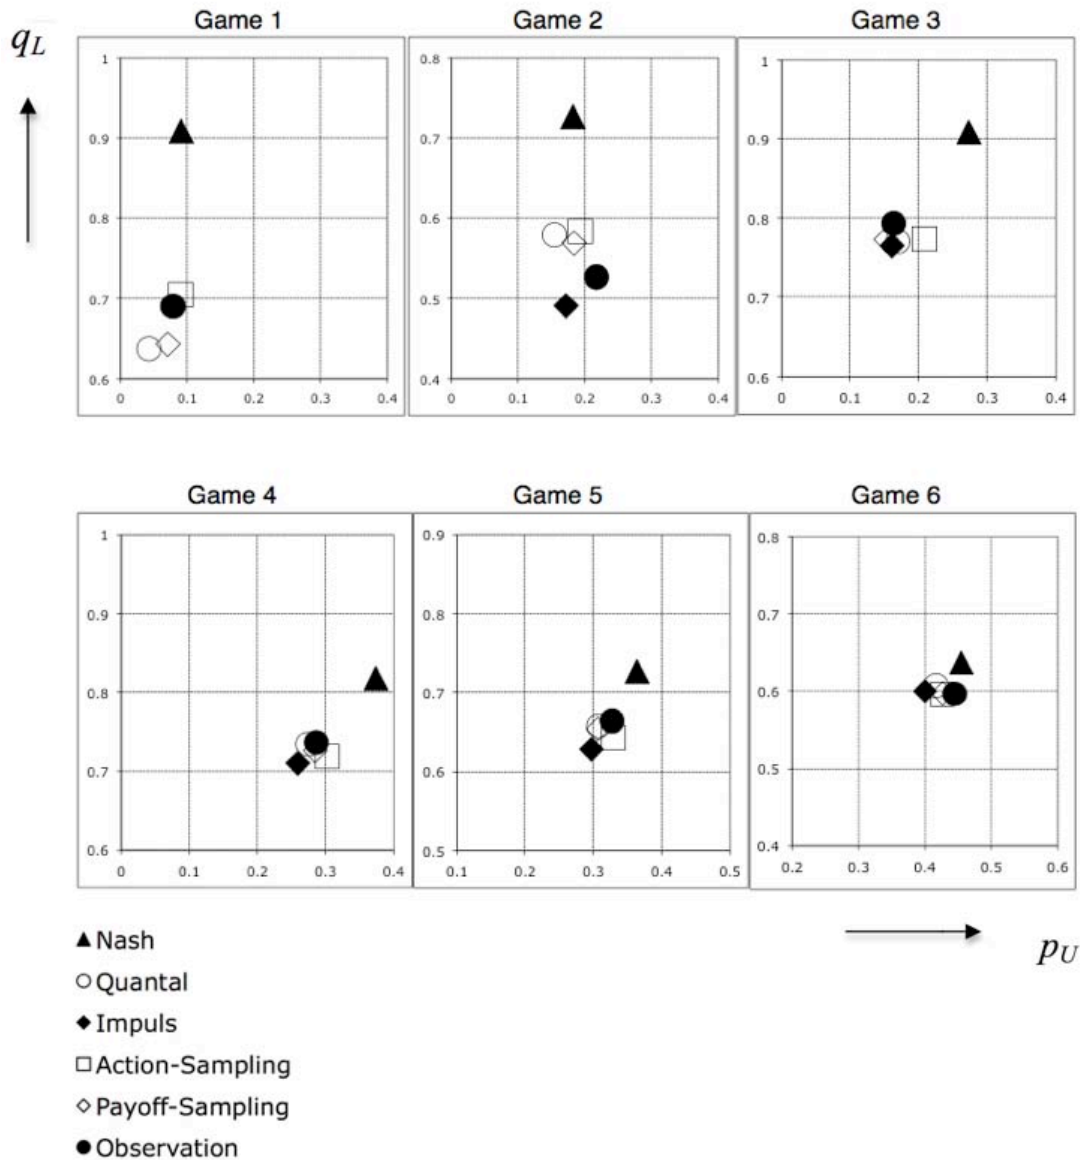 Game 1 Game 2 Game 3
q_L
1 0.8 1
0.9 0.7 0.9
0.8 0.6 0.8
0.7 0.5 0.7
0.6 0.4 0.6
0 0.1 0.2 0.3 0.4 0 0.1 0.2 0.3 0.4 0 0.1 0.2 0.3 0.4
Game 4 Game 5 Game 6
1 0.9 0.8
0.9 0.8 0.7
0.8 0.7 0.6
0.7 0.6 0.5
0.6 0.5 0.4
0 0.1 0.2 0.3 0.4 0.1 0.2 0.3 0.4 0.5 0.2 0.3 0.4 0.5 0.6
Nash
p_U
Quantal
Impuls
Action-Sampling
Payoff-Sampling
Observation